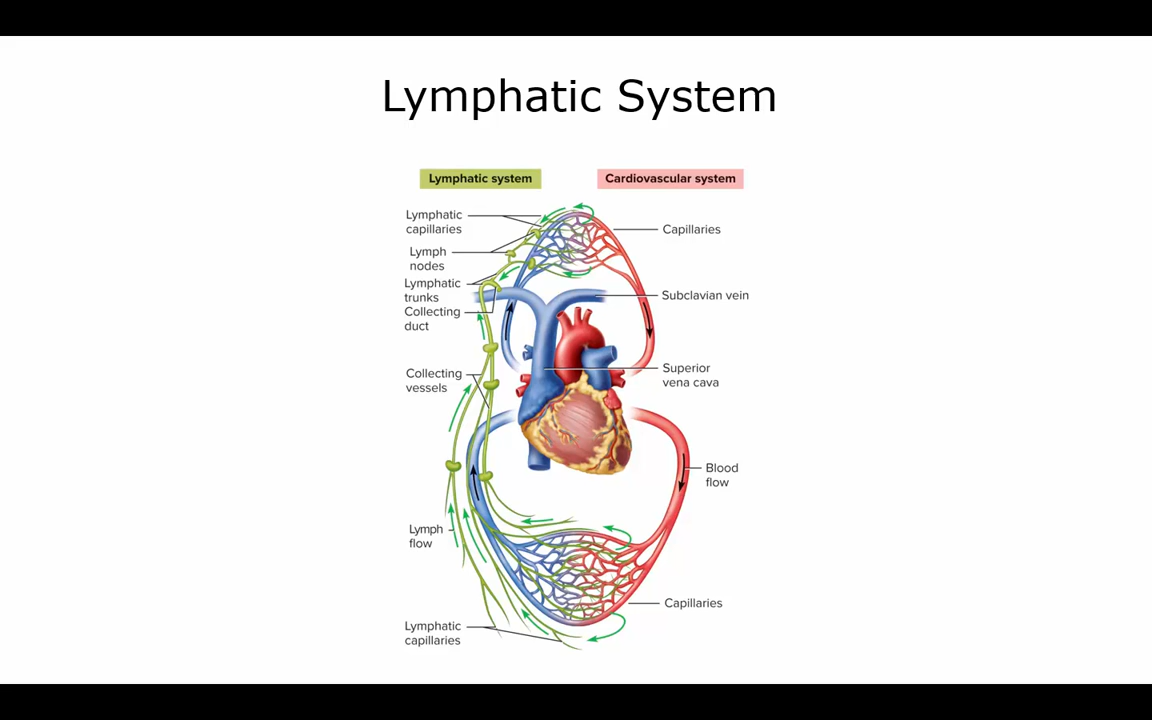 Lymphatic System
Lymphatic system
Cardiovascular system
Lymphatic
capillaries
Lymph
nodes
Lymphatic
trunks
Collecting
duct
Collecting
vessels
Lymph
flow
Lymphatic
capillaries
Capillaries
Subclavian vein
Superior
vena cava
Blood
flow
Capillaries